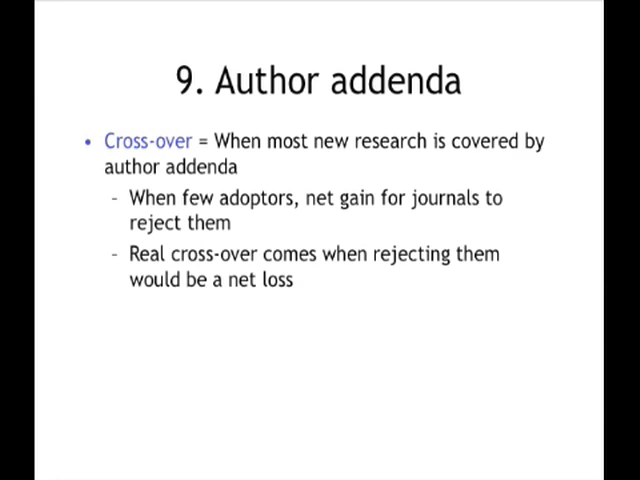 9. Author addenda
• Cross-over = When most new research is covered by
author addenda
- When few adoptors, net gain for journals to
reject them
- Real cross-over comes when rejecting them
would be a net loss